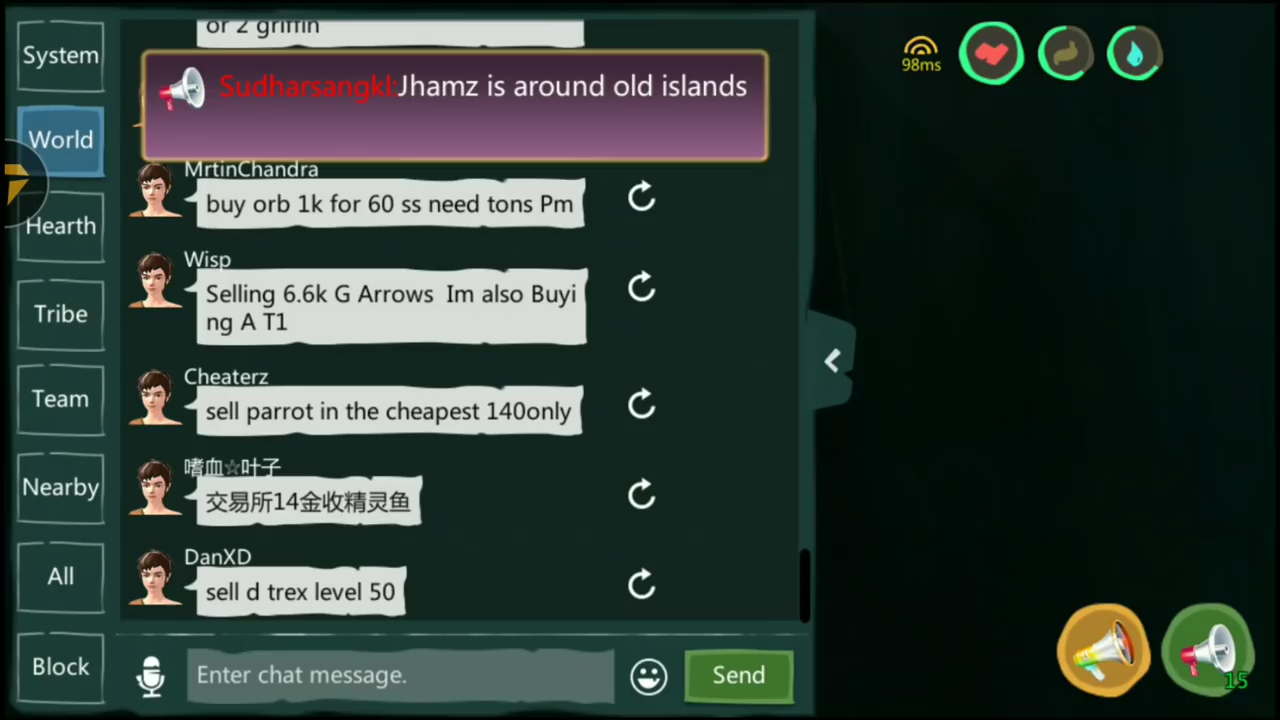 System
World
Hearth
Tribe
Team
Nearby
All
Block
or 2 griffin
Sudharsangkl:Jhamz is around old islands
MrtinChandra
buy orb 1k for 60 ss need tons Pm
Wisp
Selling 6.6k G Arrows Im also Buyi
ng A T1
Cheaterz
sell parrot in the cheapest 140only
嗜血☆叶子
交易所14金收精灵鱼
DanXD
sell d trex level 50
Enter chat message.
Send
98ms
15